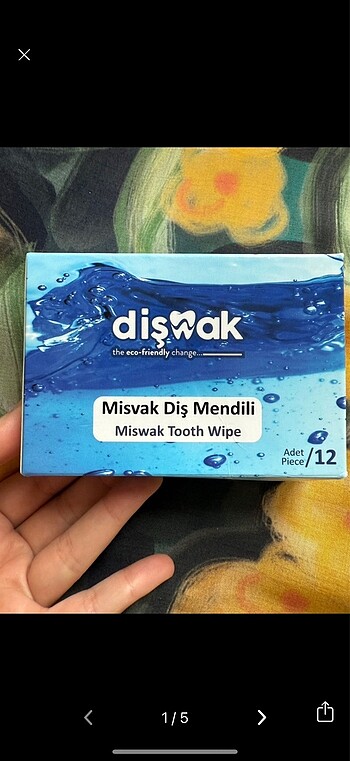 dişwak
the eco-friendly change...
Misvak Diş Mendili
Miswak Tooth Wipe
Adet
Piece /12
1/5